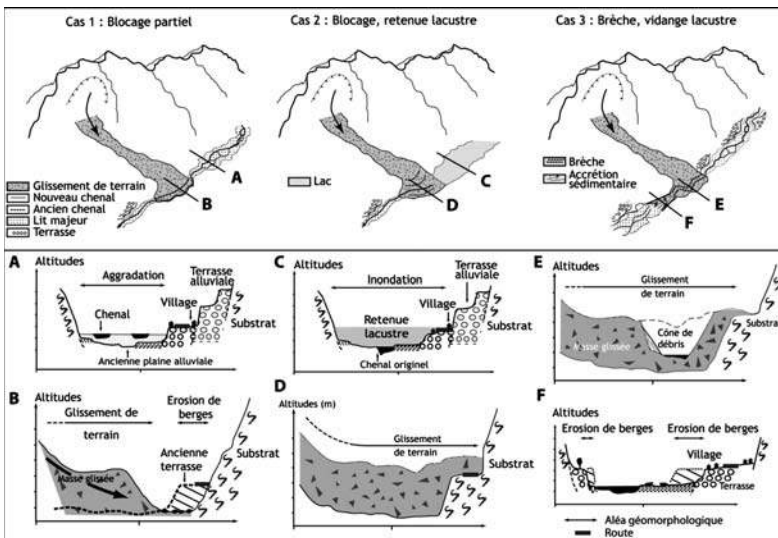 Cas 1 : Blocage partiel
Cas 2 : Blocage, retenue lacustre
Cas 3 : Brèche, vidange lacustre
A
B
Glissement de terrain
Nouveau chenal
Ancien chenal
Lit majeur
Terrasse
Lac
C
D
Brèche
Accrétion
sédimentaire
E
F
A
Altitudes
Aggradation
Terrasse
alluviale
Chenal
Village
Substrat
Ancienne plaine alluviale
C
Altitudes
Inondation
Terrasse
alluviale
Village
Retenue
lacustre
Substrat
Chenal originel
E
Altitudes
Glissement
de terrain
Substrat
Cône de
débris
Masse glissée
B
Altitudes
Glissement de
terrain
Erosion de
berges
Ancienne
terrasse
Substrat
Masse glissée
D
Altitudes (m)
Glissement
de terrain
Substrat
F
Altitudes
Erosion de berges
Erosion de berges
Village
Terrasse
Aléa géomorphologique
Route